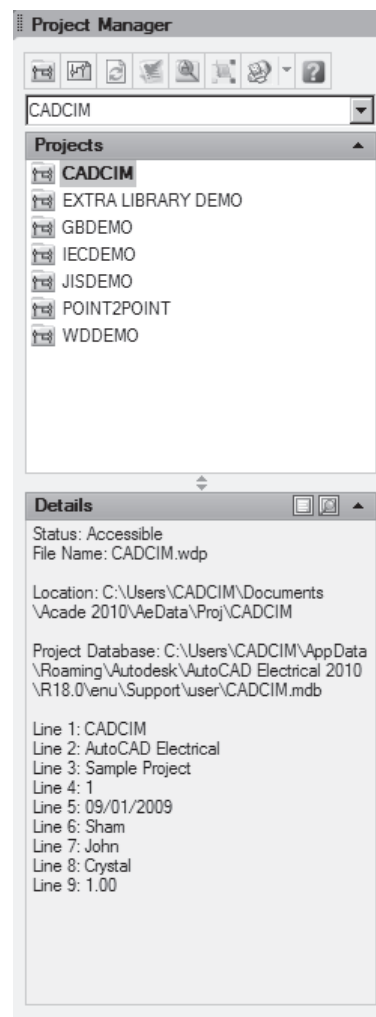 Project Manager
CADCIM
Projects
CADCIM
EXTRA LIBRARY DEMO
GBDEMO
IECDEMO
JISDEMO
POINT2POINT
WDDEMO
Details
Status: Accessible
File Name: CADCIM.wdp
Location: C:\Users\CADCIM\Documents
\Acade 2010\AeData\Proj\CADCIM
Project Database: C:\Users\CADCIM\AppData
\Roaming\Autodesk\AutoCAD Electrical 2010
\R18.0\enu\Support\user\CADCIM.mdb
Line 1: CADCIM
Line 2: AutoCAD Electrical
Line 3: Sample Project
Line 4: 1
Line 5: 09/01/2009
Line 6: Sham
Line 7: John
Line 8: Crystal
Line 9: 1.00